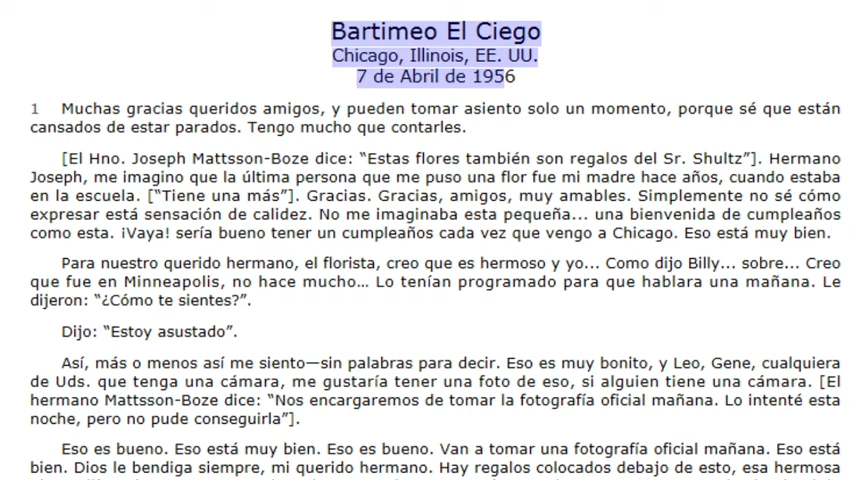 Bartimeo El Ciego
Chicago, Illinois, EE. UU.
7 de Abril de 1956
1 Muchas gracias queridos amigos, y pueden tomar asiento solo un momento, porque sé que están
cansados de estar parados. Tengo mucho que contarles.
[El Hno. Joseph Mattsson-Boze dice: “Estas flores también son regalos del Sr. Shultz”]. Hermano
Joseph, me imagino que la última persona que me puso una flor fue mi madre hace años, cuando estaba
en la escuela. [“Tiene una más”]. Gracias. Gracias, amigos, muy amables. Simplemente no sé cómo
expresar está sensación de calidez. No me imaginaba esta pequeña... una bienvenida de cumpleaños
como esta. ¡Vaya! sería bueno tener un cumpleaños cada vez que vengo a Chicago. Eso está muy bien.
Para nuestro querido hermano, el florista, creo que es hermoso y yo... Como dijo Billy... sobre... Creo
que fue en Minneapolis, no hace mucho... Lo tenían programado para que hablara una mañana. Le
dijeron: “¿Cómo te sientes?”.
Dijo: “Estoy asustado”.
Así, más o menos así me siento—sin palabras para decir. Eso es muy bonito, y Leo, Gene, cualquiera
de Uds. que tenga una cámara, me gustaría tener una foto de eso, si alguien tiene una cámara. [El
hermano Mattsson-Boze dice: “Nos encargaremos de tomar la fotografía oficial mañana. Lo intenté esta
noche, pero no pude conseguirla”].
Eso es bueno. Eso está muy bien. Eso es bueno. Van a tomar una fotografía oficial mañana. Eso está
bien. Dios le bendiga siempre, mi querido hermano. Hay regalos colocados debajo de esto, esa hermosa